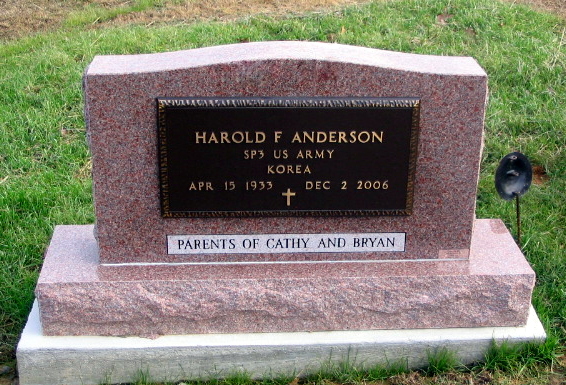 HAROLD F ANDERSON
SP3 US ARMY
KOREA
APR 15 1933 DEC 2 2006
PARENTS OF CATHY AND BRYAN